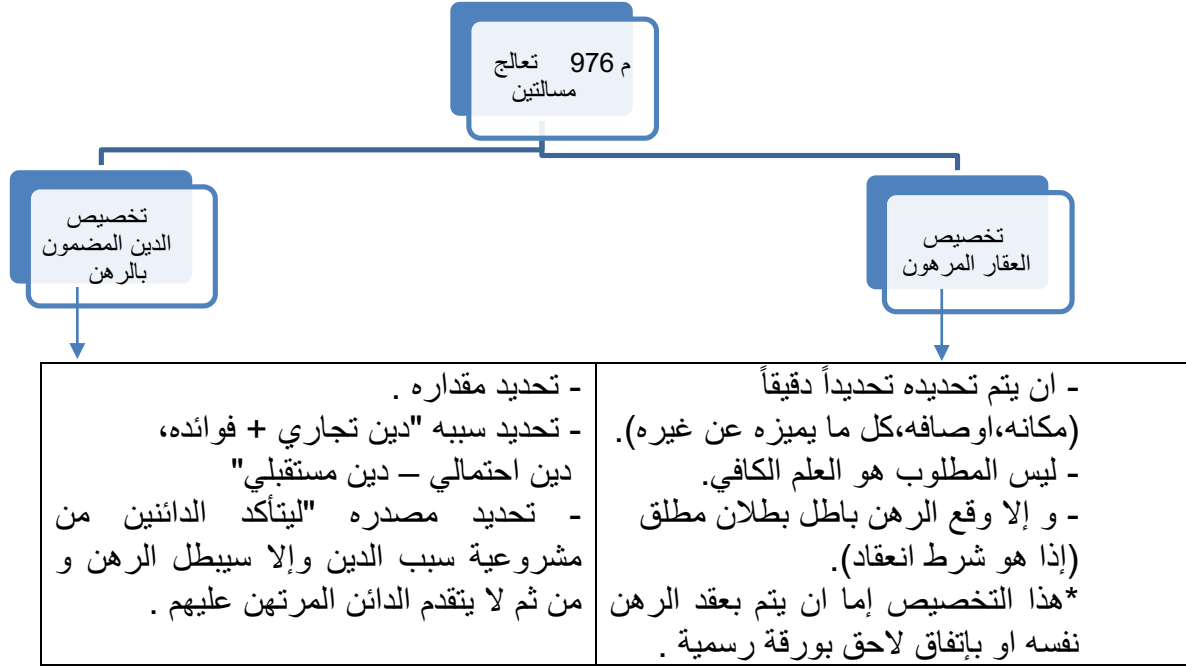 م 976 تعالج
مسالتين
تخصيص
العقار المرهون
تخصيص
الدين المضمون
بالرهن
- ان يتم تحديده تحديداً دقيقاً
(مكانه،اوصافه،كل ما يميزه عن غيره).
- ليس المطلوب هو العلم الكافي.
- و إلا وقع الرهن باطل بطلان مطلق
(إذا هو شرط انعقاد).
*هذا التخصيص إما ان يتم بعقد الرهن
نفسه او بإتفاق لاحق بورقة رسمية .
- تحديد مقداره .
- تحديد سببه "دين تجاري + فوائده،
دين احتمالي – دين مستقبلي"
- تحديد مصدره "ليتأكد الدائنين من
مشروعية سبب الدين وإلا سيبطل الرهن و
من ثم لا يتقدم الدائن المرتهن عليهم .